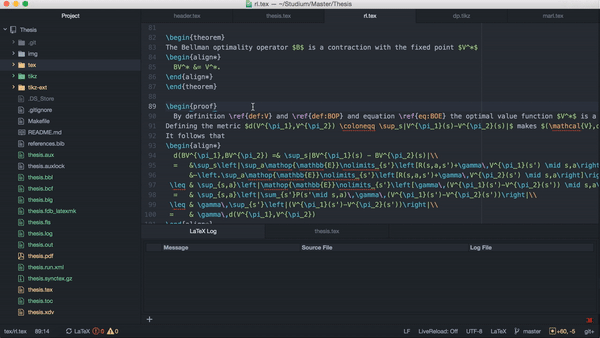 rl.tex — ~/Studium/Master/Thesis
Project
header.tex
thesis.tex
rl.tex
dp.tikz
mart.tex
Thesis
.git
img
tex
tikz
tikz-ext
.DS_Store
.gitignore
Makefile
README.md
references.bib
thesis.aux
thesis.auxlock
thesis.bbl
thesis.bcf
thesis.blg
thesis.fdb_latexmk
thesis.fls
thesis.log
thesis.out
thesis.pdf
thesis.run.xml
thesis.synctex.gz
thesis.tex
thesis.toc
thesis.xdv
81
82 \begin{theorem}
83 The Bellman optimality operator $B$ is a contraction with the fixed point $V^*$
84 \begin{align*}
85 BV^* &= V^*.
86 \end{align*}
87 \end{theorem}
88
89 \begin{proof}
90 By definition \ref{def:V} and \ref{def:BOP} and equation \ref{eq:BOE} the optimal value function $V^*$ is a
91 Defining the metric $d(V^{\pi_1},V^{\pi_2}) \coloneqq \sup_s|V^{\pi_1}(s)-V^{\pi_2}(s)|$ makes $(\mathcal{V},d
92 It follows that
93 \begin{align*}
94 d(BV^{\pi_1},BV^{\pi_2}) =& \sup_s|BV^{\pi_1}(s) - BV^{\pi_2}(s)|\\
95 = &\sup_s\left|\sup_a\mathop{\mathbb{E}}\nolimits_{s'}\left[R(s,a,s')+\gamma\,V^{\pi_1}(s') \mid s,a\r
96 &-\left.\sup_a\mathop{\mathbb{E}}\nolimits_{s'}\left[R(s,a,s')+\gamma\,V^{\pi_2}(s') \mid s,a\right]\r
97 \leq & \sup_{s,a}\left|\mathop{\mathbb{E}}\nolimits_{s'}\left[\gamma\,(V^{\pi_1}(s')-V^{\pi_2}(s')) \mid s
98 = & \sup_{s,a}\left|\sum_{s'}P(s'\mid s,a)\,\gamma\,(V^{\pi_1}(s')-V^{\pi_2}(s'))\right|\\
99 \leq & \gamma\,\sup_{s'}\left|(V^{\pi_1}(s')-V^{\pi_2}(s'))\right|\\
100 = & \gamma\,d(V^{\pi_1},V^{\pi_2})
LaTeX Log
thesis.tex
Message
Source File
Log File
tex/rl.tex 89:14
LaTeX 0 0
LF
LiveReload: Off
UTF-8
LaTeX
master
+60, -5
git+